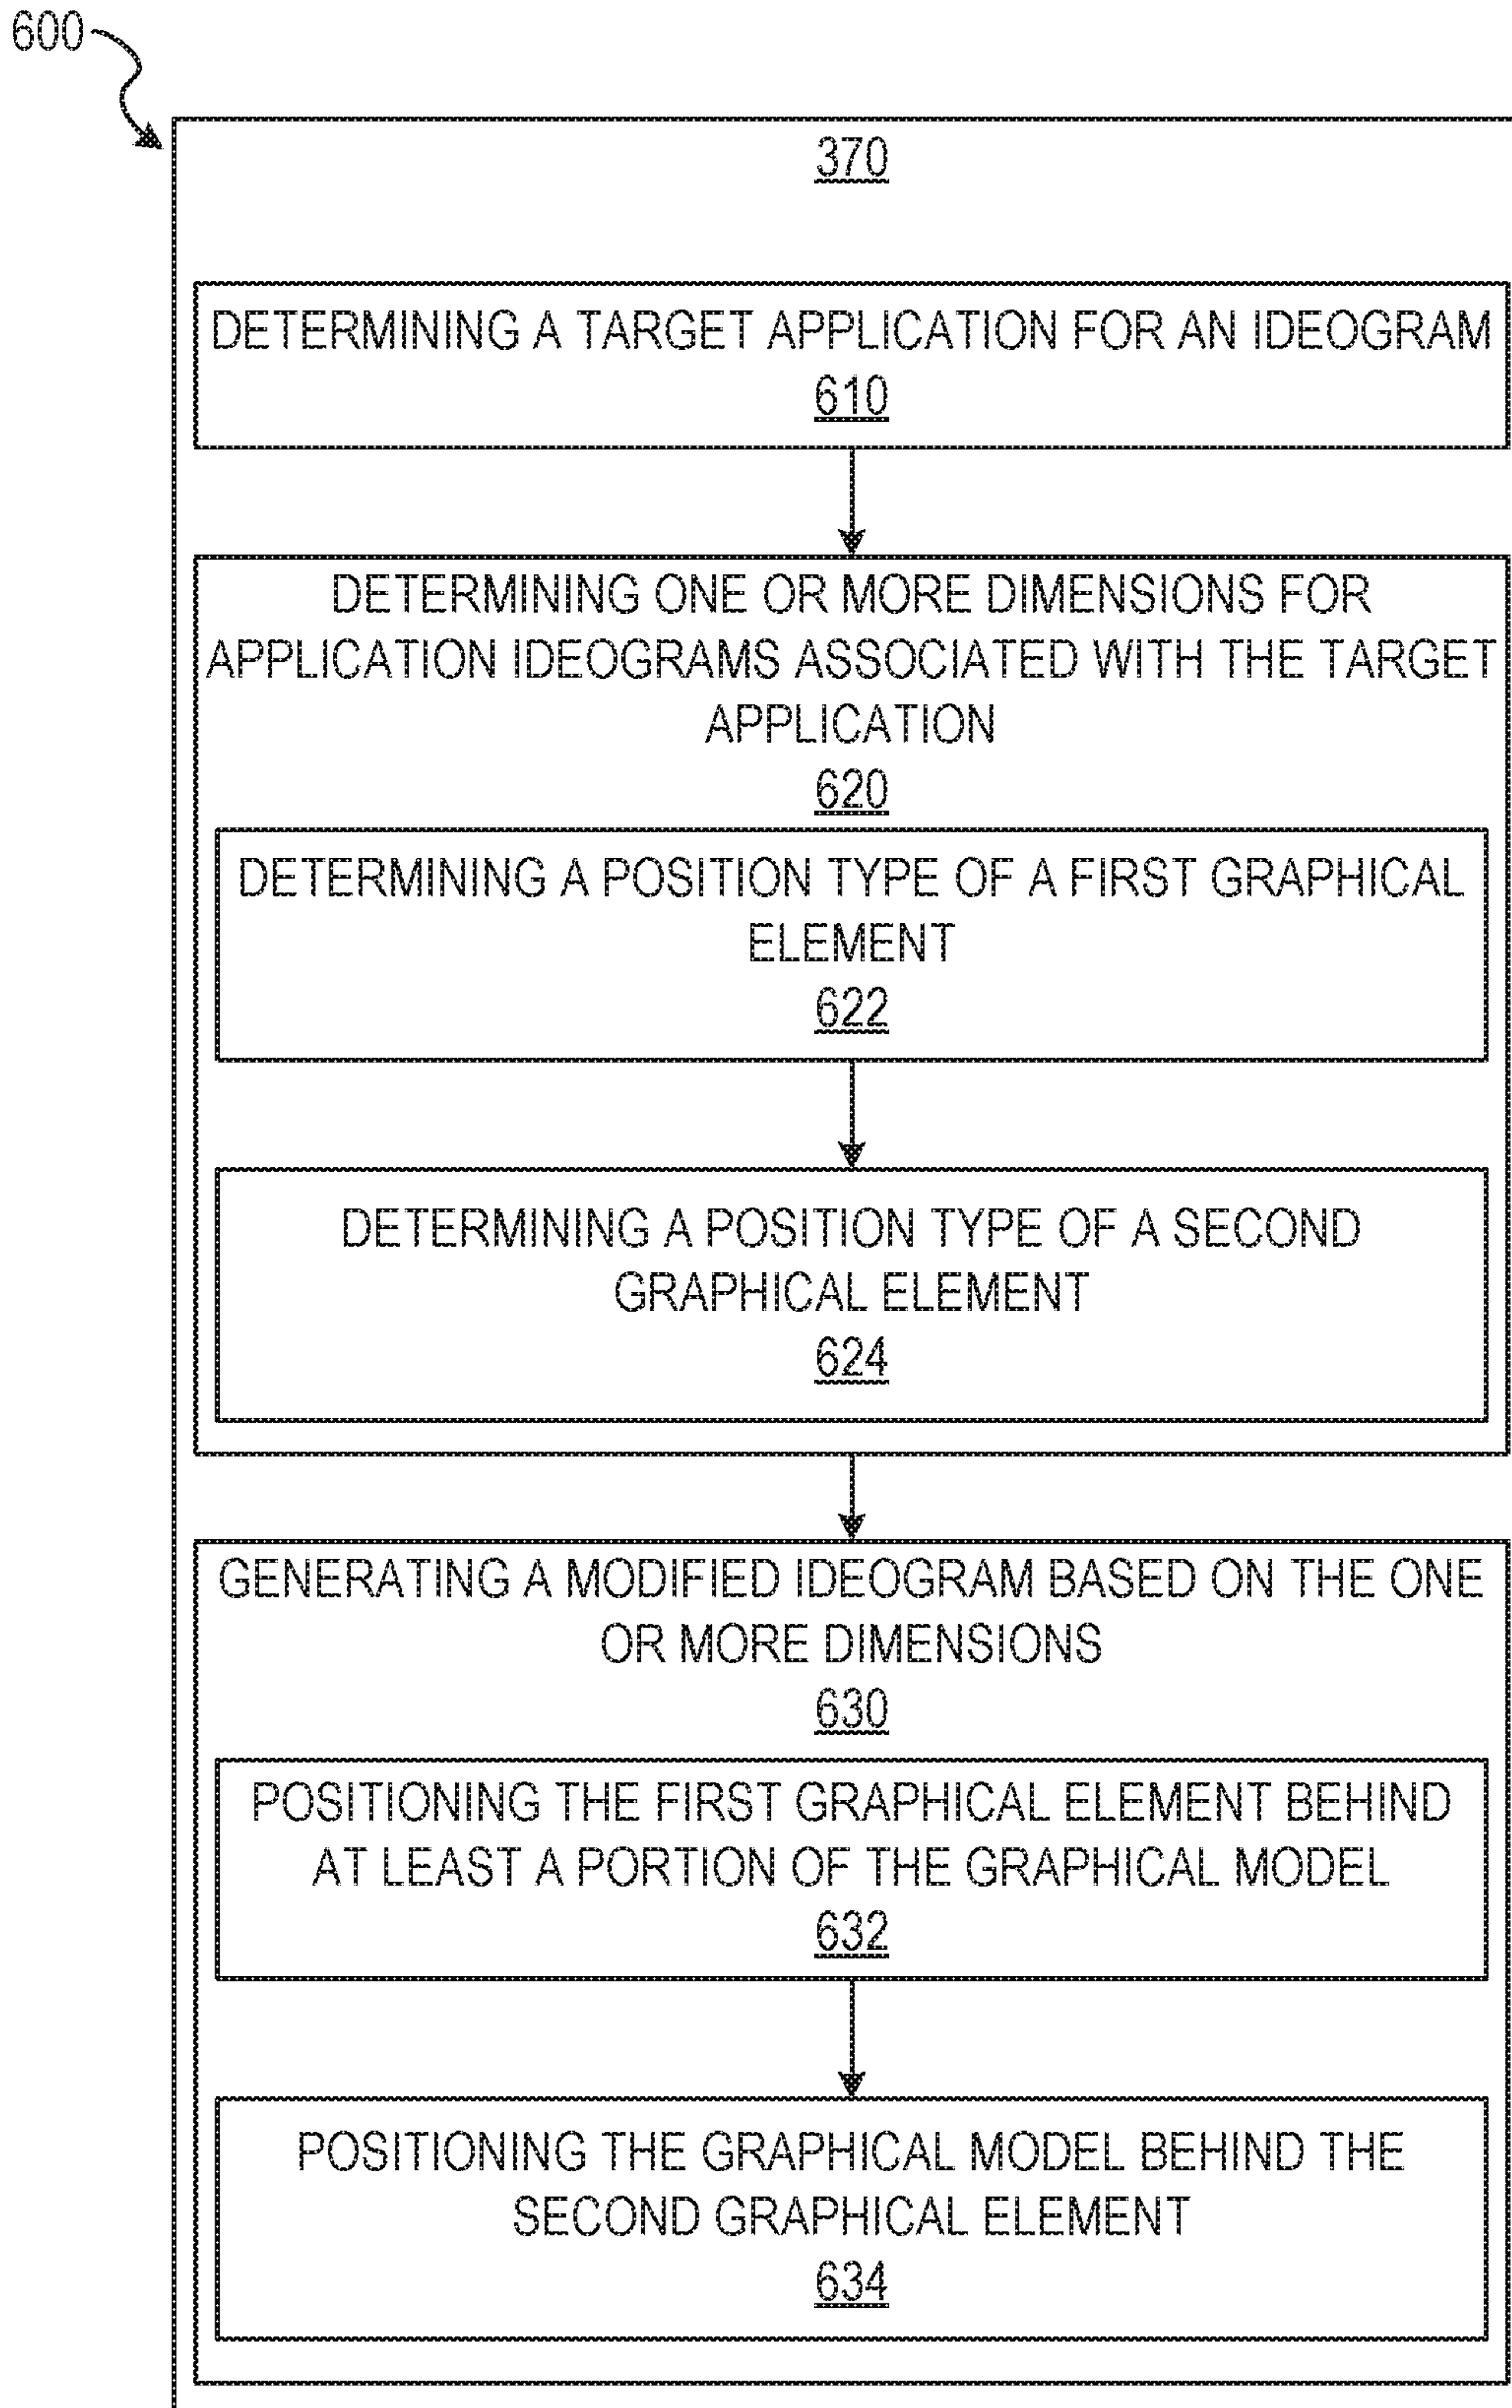 600
370
DETERMINING A TARGET APPLICATION FOR AN IDEOGRAM
610
DETERMINING ONE OR MORE DIMENSIONS FOR
APPLICATION IDEOGRAMS ASSOCIATED WITH THE TARGET
APPLICATION
620
DETERMINING A POSITION TYPE OF A FIRST GRAPHICAL
ELEMENT
622
DETERMINING A POSITION TYPE OF A SECOND
GRAPHICAL ELEMENT
624
GENERATING A MODIFIED IDEOGRAM BASED ON THE ONE
OR MORE DIMENSIONS
630
POSITIONING THE FIRST GRAPHICAL ELEMENT BEHIND
AT LEAST A PORTION OF THE GRAPHICAL MODEL
632
POSITIONING THE GRAPHICAL MODEL BEHIND THE
SECOND GRAPHICAL ELEMENT
634